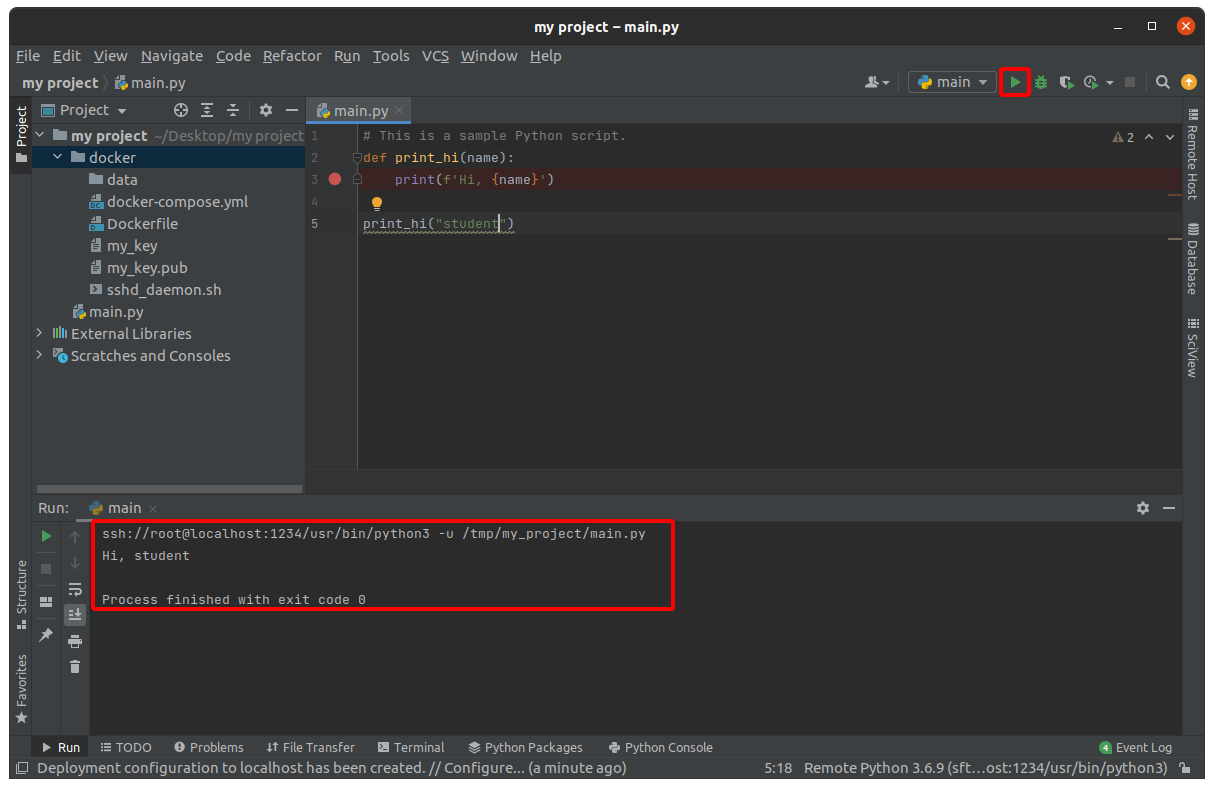 my project – main.py
File Edit View Navigate Code Refactor Run Tools VCS Window Help
my project main.py
main
Project
Project
main.py
my project ~/Desktop/my project
docker
data
docker-compose.yml
Dockerfile
my_key
my_key.pub
sshd_daemon.sh
main.py
External Libraries
Scratches and Consoles
1 # This is a sample Python script.
2 def print_hi(name):
3 print(f'Hi, {name}')
4
5 print_hi("student")
2
Remote Host
Database
SciView
Run: main
ssh://root@localhost:1234/usr/bin/python3 -u /tmp/my_project/main.py
Hi, student
Process finished with exit code 0
Structure
Favorites
Run TODO Problems File Transfer Terminal Python Packages Python Console 4 Event Log
Deployment configuration to localhost has been created. // Configure... (a minute ago) 5:18 Remote Python 3.6.9 (sft...ost:1234/usr/bin/python3)